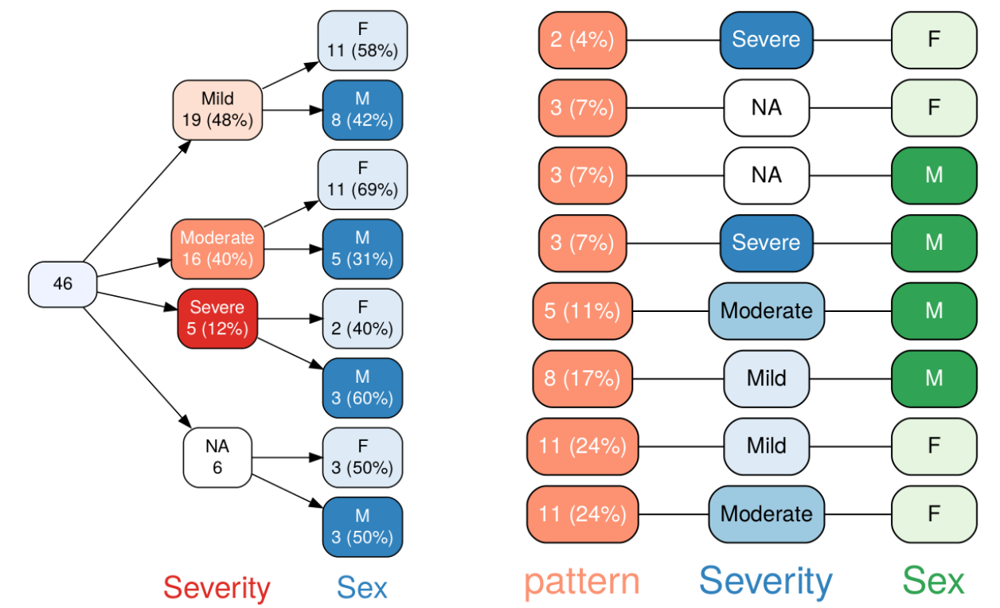 F
11 (58%)
Mild
19 (48%)
M
8 (42%)
F
11 (69%)
Moderate
16 (40%)
M
5 (31%)
46
Severe
5 (12%)
F
2 (40%)
M
3 (60%)
NA
6
F
3 (50%)
M
3 (50%)
Severity Sex
2 (4%) Severe F
3 (7%) NA F
3 (7%) NA M
3 (7%) Severe M
5 (11%) Moderate M
8 (17%) Mild M
11 (24%) Mild F
11 (24%) Moderate F
pattern Severity Sex